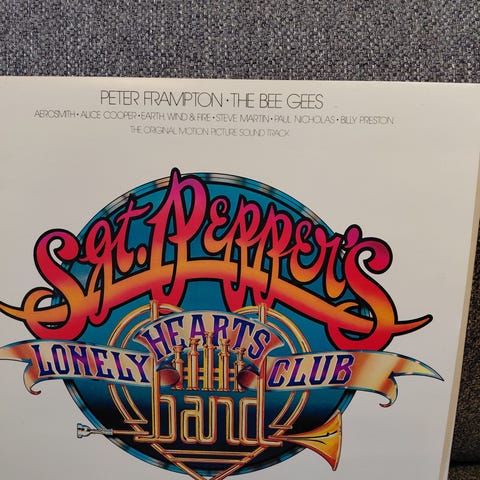 PETER FRAMPTON • THE BEE GEES
AEROSMITH • ALICE COOPER • EARTH, WIND & FIRE • STEVE MARTIN • PAUL NICHOLAS • BILLY PRESTON
THE ORIGINAL MOTION PICTURE SOUND TRACK
Sgt. Pepper's
HEARTS
LONELY CLUB
band